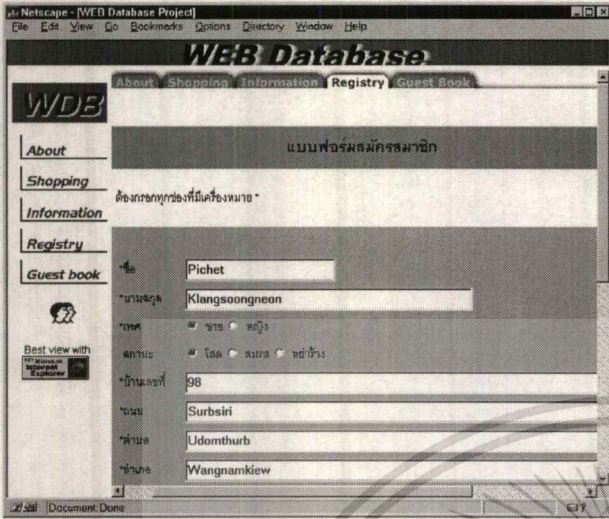 Netscape - [WEB Database Project]
File Edit View Go Bookmarks Options Directory Window Help
WEB Database
About Shopping Information Registry Guest Book
WDB
About
Shopping
Information
Registry
Guest book
Best view with
Internet Explorer
แบบฟอร์มสมัครสมาชิก
ต้องกรอกทุกช่องที่มีเครื่องหมาย *
*ชื่อ Pichet
*นามสกุล Klangsoongneon
*เพศ ชาย หญิง
สถานะ โสด สมรส หย่าร้าง
*บ้านเลขที่ 98
*ถนน Surbsiri
*ตำบล Udomthurb
*อำเภอ Wangnamkiew
Document: Done